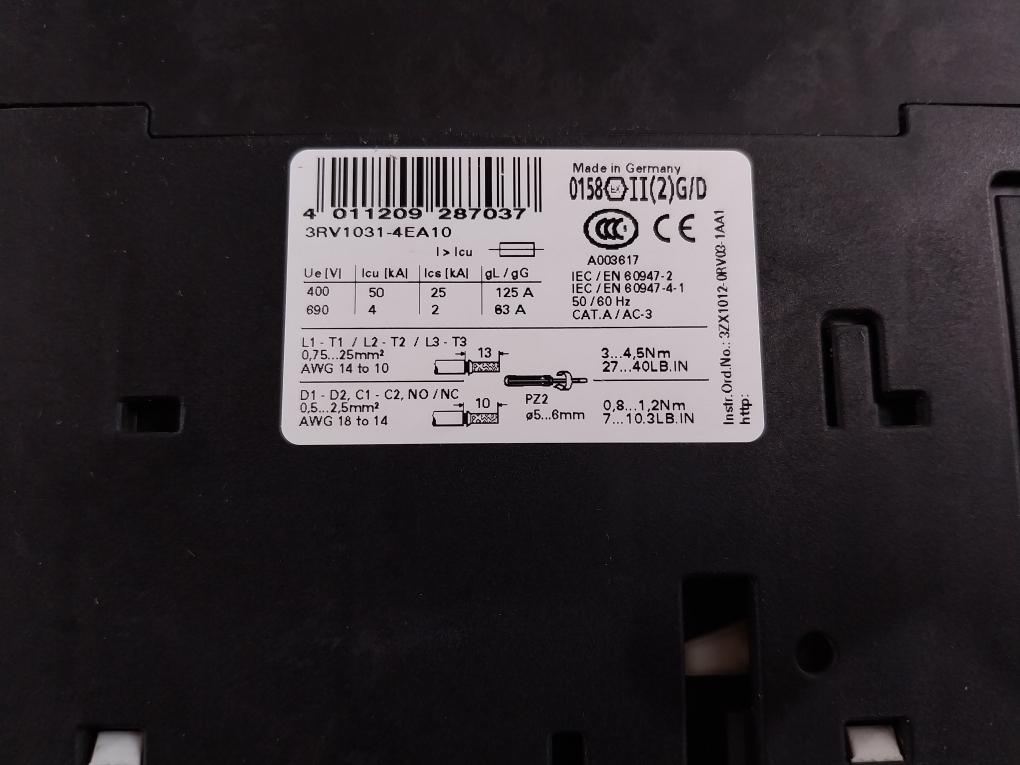 4 011209 287037
3RV1031-4EA10
I > Icu
Ue [V] Icu [kA] Ics [kA] gL / gG
400 50 25 125 A
690 4 2 63 A
Made in Germany
0158 Ex II(2)G/D
CCC CE
A003617
IEC / EN 60947-2
IEC / EN 60947-4-1
50 / 60 Hz
CAT.A / AC-3
L1 - T1 / L2 - T2 / L3 - T3
0,75...25mm²
AWG 14 to 10
13
3...4,5Nm
27...40LB.IN
D1 - D2, C1 - C2, NO / NC
0,5...2,5mm²
AWG 18 to 14
10
PZ2
ø5...6mm
0,8...1,2Nm
7...10.3LB.IN
Instr.Ord.No.: 3ZX1012-0RV03-1AA1
http: